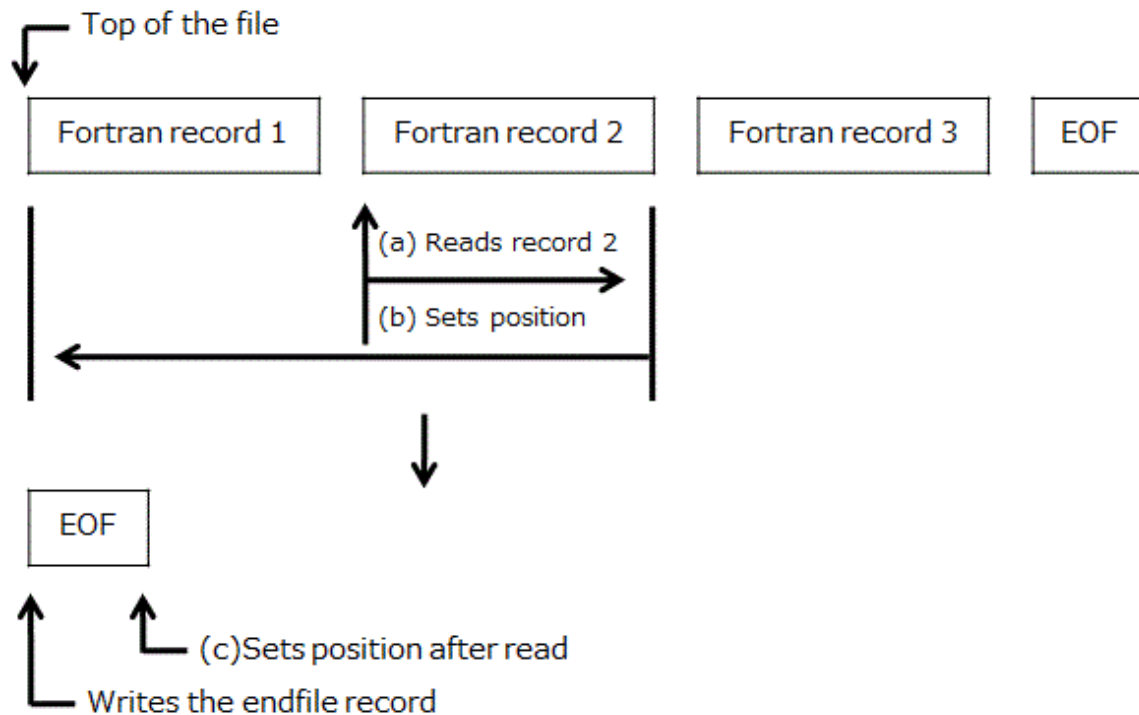 Top of the file
Fortran record 1
Fortran record 2
Fortran record 3
EOF
(a) Reads record 2
(b) Sets position
EOF
(c)Sets position after read
Writes the endfile record